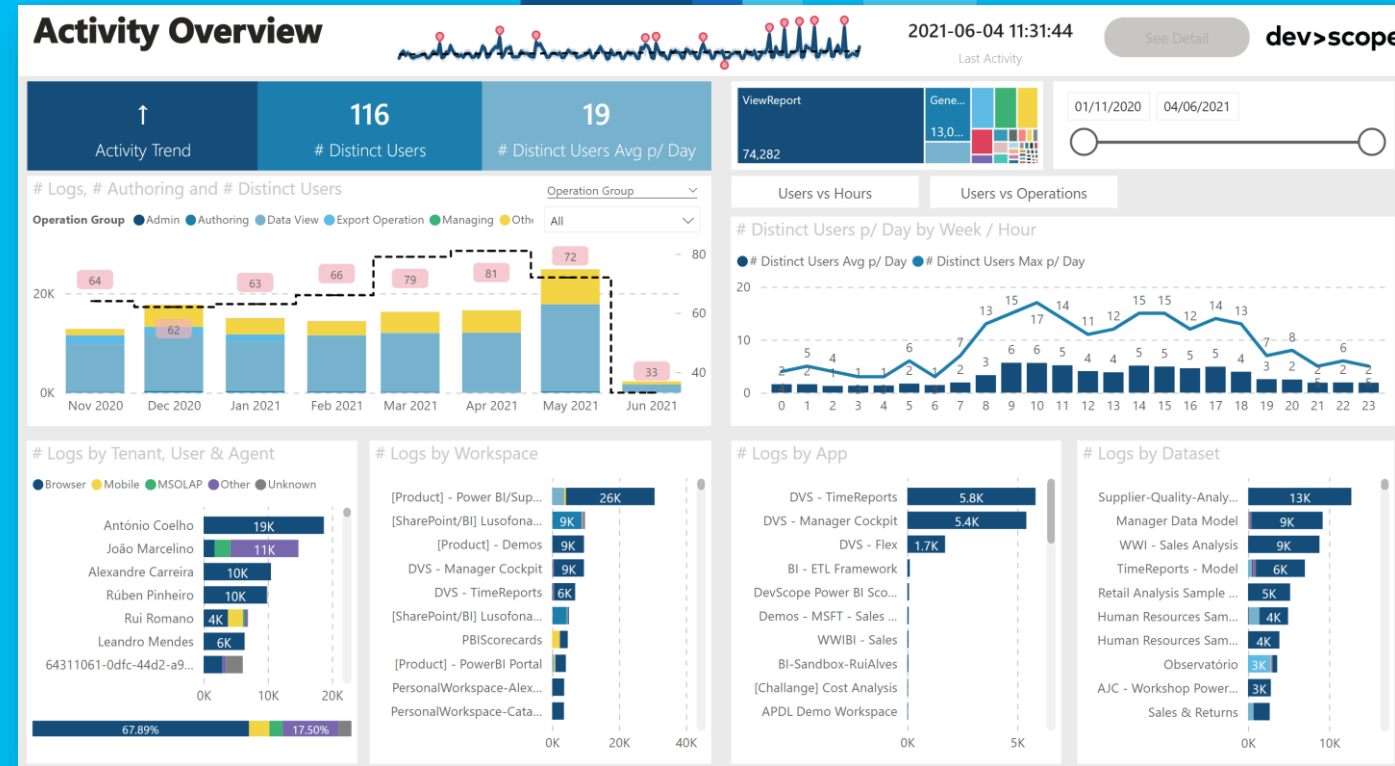 Activity Overview
2021-06-04 11:31:44
Last Activity
See Detail
dev>scope
↑
Activity Trend
116
# Distinct Users
19
# Distinct Users Avg p/ Day
ViewReport
74,282
Gene...
13,0...
01/11/2020 04/06/2021
# Logs, # Authoring and # Distinct Users
Operation Group
All
Operation Group Admin Authoring Data View Export Operation Managing Othe
20K
0K
80
60
40
64
62
63
66
79
81
72
33
Nov 2020 Dec 2020 Jan 2021 Feb 2021 Mar 2021 Apr 2021 May 2021 Jun 2021
Users vs Hours
Users vs Operations
# Distinct Users p/ Day by Week / Hour
# Distinct Users Avg p/ Day # Distinct Users Max p/ Day
20
10
0
5 4 1 1 6 1 7 13 15 17 14 11 12 15 15 12 14 13 7 8 2 6 2
2 1 2 2 3 6 6 5 4 4 5 5 5 5 4 3 2
0 1 2 3 4 5 6 7 8 9 10 11 12 13 14 15 16 17 18 19 20 21 22 23
# Logs by Tenant, User & Agent
Browser Mobile MSOLAP Other Unknown
António Coelho 19K
João Marcelino 11K
Alexandre Carreira 10K
Rúben Pinheiro 10K
Rui Romano 4K
Leandro Mendes 6K
64311061-0dfc-44d2-a9...
0K 10K 20K
67.89% 17.50%
# Logs by Workspace
[Product] - Power BI/Sup... 26K
[SharePoint/BI] Lusofona... 9K
[Product] - Demos 9K
DVS - Manager Cockpit 9K
DVS - TimeReports 6K
[SharePoint/BI] Lusofona...
PBIScorecards
[Product] - PowerBI Portal
PersonalWorkspace-Alex...
PersonalWorkspace-Cata...
0K 20K 40K
# Logs by App
DVS - TimeReports 5.8K
DVS - Manager Cockpit 5.4K
DVS - Flex 1.7K
BI - ETL Framework
DevScope Power BI Sco...
Demos - MSFT - Sales ...
WWIBI - Sales
BI-Sandbox-RuiAlves
[Challange] Cost Analysis
APDL Demo Workspace
0K 5K
# Logs by Dataset
Supplier-Quality-Analy... 13K
Manager Data Model 9K
WWI - Sales Analysis 9K
TimeReports - Model 6K
Retail Analysis Sample ... 5K
Human Resources Sam... 4K
Human Resources Sam... 4K
Observatório 3K
AJC - Workshop Power... 3K
Sales & Returns
0K 10K